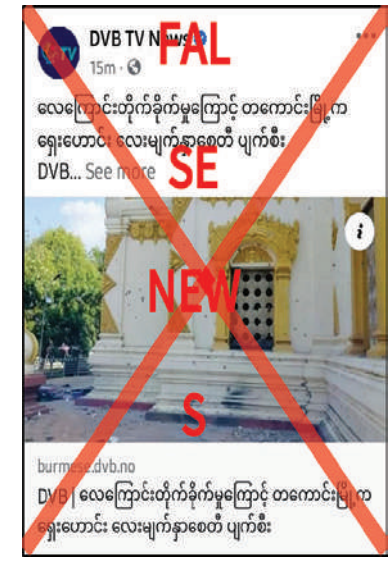 DVB TV News
15m
FAL
လေကြောင်းတိုက်ခိုက်မှုကြောင့် တကောင်းမြို့က
ရှေးဟောင်း လေးမျက်နှာစေတီ ပျက်စီး
DVB... See more
SE
NEW
S
burmese.dvb.no
DVB | လေကြောင်းတိုက်ခိုက်မှုကြောင့် တကောင်းမြို့က
ရှေးဟောင်း လေးမျက်နှာစေတီ ပျက်စီး